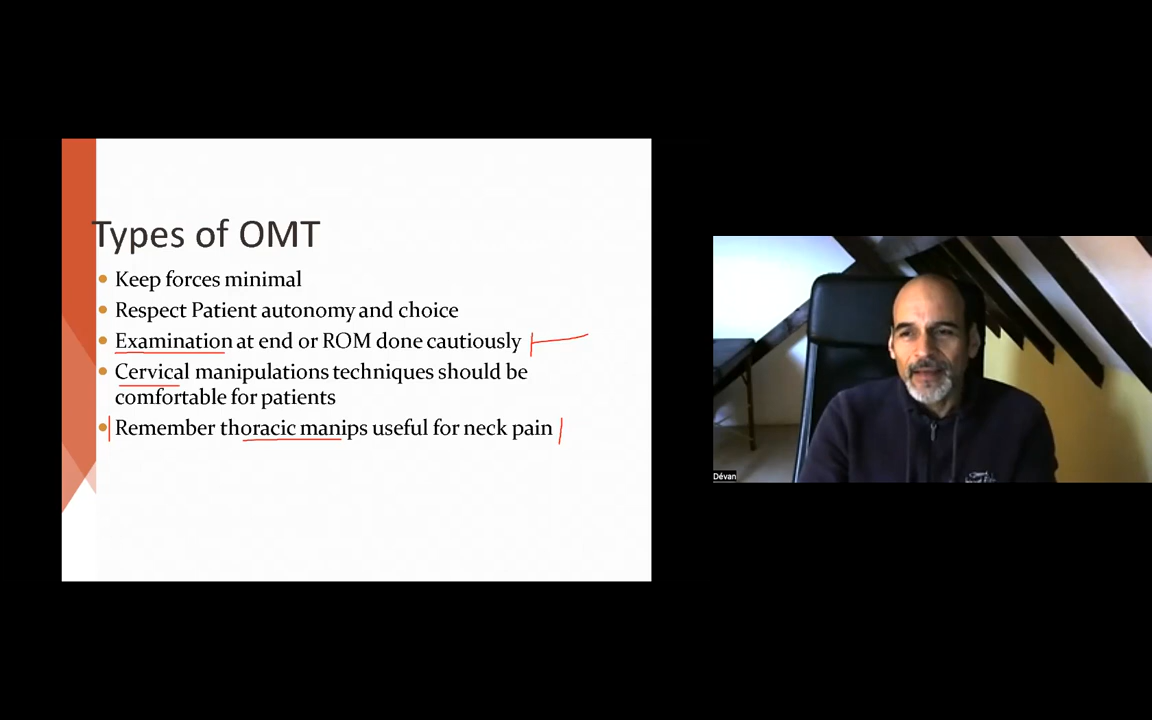 Types of OMT
Keep forces minimal
Respect Patient autonomy and choice
Examination at end or ROM done cautiously
Cervical manipulations techniques should be
comfortable for patients
Remember thoracic manips useful for neck pain
Dévan